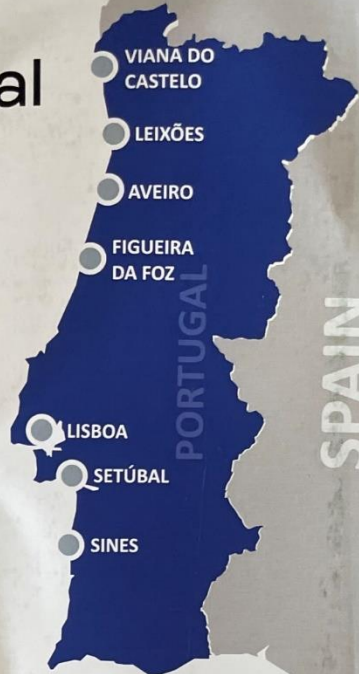 al
VIANA DO
CASTELO
LEIXÕES
AVEIRO
FIGUEIRA
DA FOZ
PORTUGAL
SPAIN
LISBOA
SETÚBAL
SINES